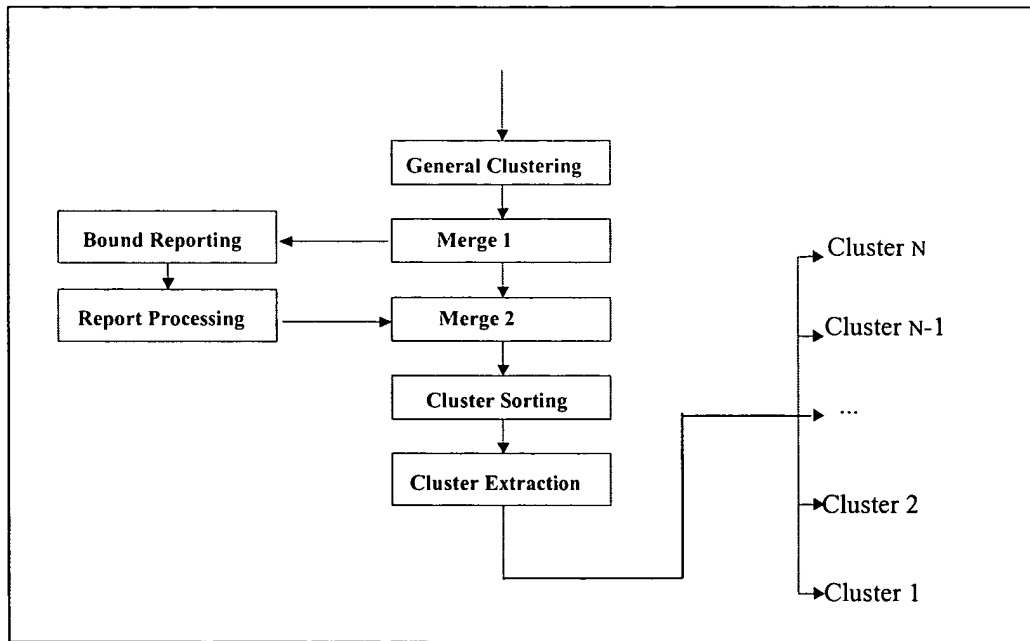 General Clustering
Bound Reporting
Merge 1
Report Processing
Merge 2
Cluster Sorting
Cluster Extraction
Cluster N
Cluster N-1
...
Cluster 2
Cluster 1